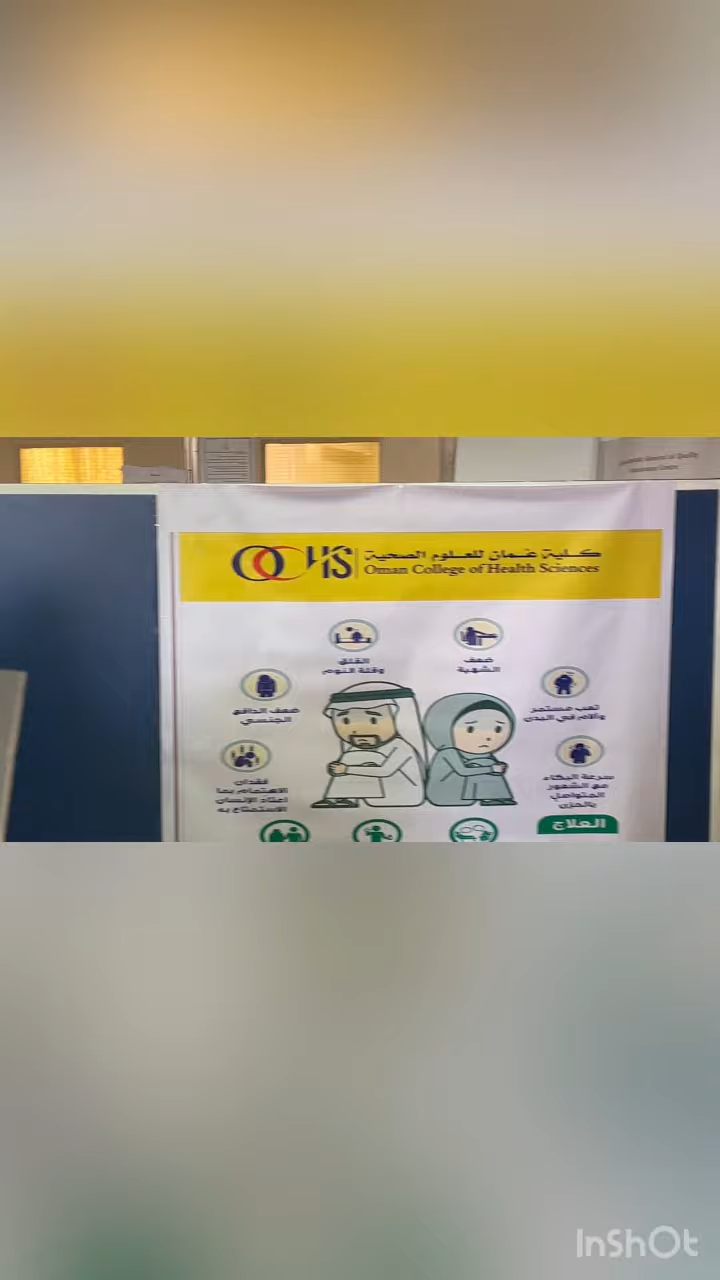 كلية عُمان للعلوم الصحية
OCHS
Oman College of Health Sciences
ضعف
الشهية
القلق
وقلة النوم
تعب مستمر
وآلام في البدن
ضعف الدافع
الجنسي
سرعة البكاء
مع الشعور
المتواصل
بالحزن
فقدان
الاهتمام بما
اعتاد الإنسان
الاستمتاع به
العلاج
InShOt